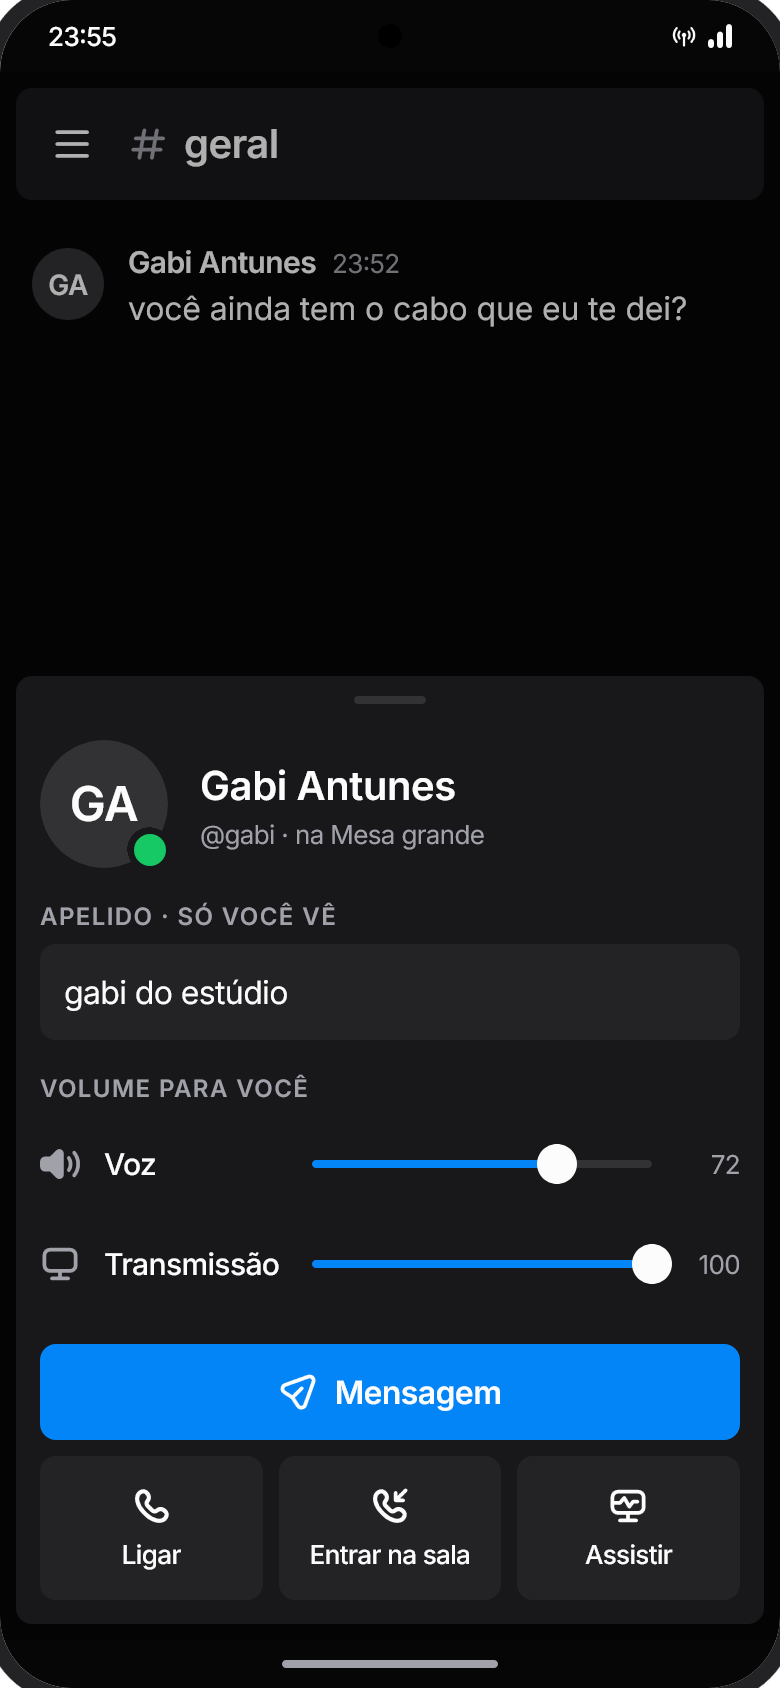 23:55
# geral
GA
Gabi Antunes 23:52
você ainda tem o cabo que eu te dei?
GA
Gabi Antunes
@gabi · na Mesa grande
APELIDO · SÓ VOCÊ VÊ
gabi do estúdio
VOLUME PARA VOCÊ
Voz 72
Transmissão 100
Mensagem
Ligar
Entrar na sala
Assistir